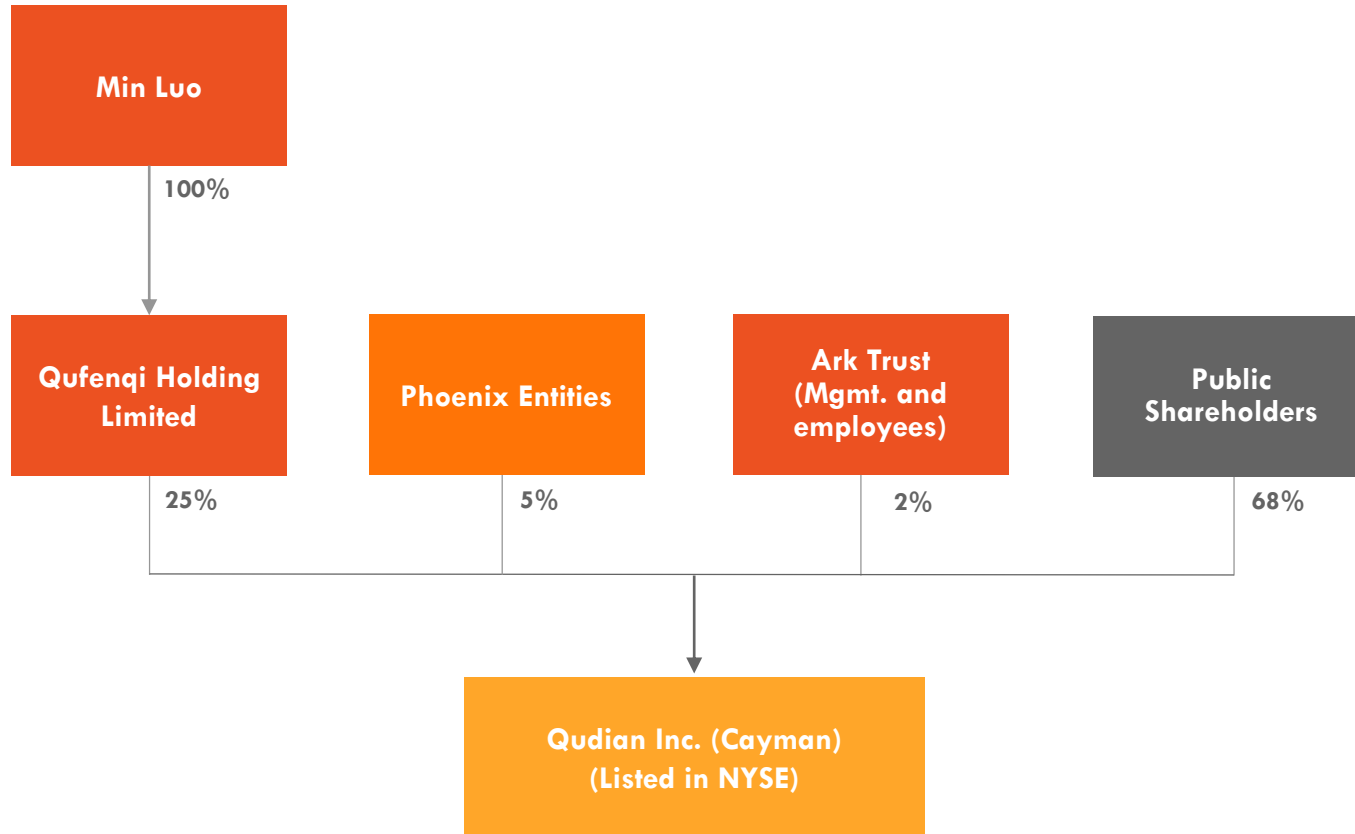 Min Luo
100%
Qufenqi Holding
Limited
Phoenix Entities
Ark Trust
(Mgmt. and
employees)
Public
Shareholders
25%
5%
2%
68%
Qudian Inc. (Cayman)
(Listed in NYSE)